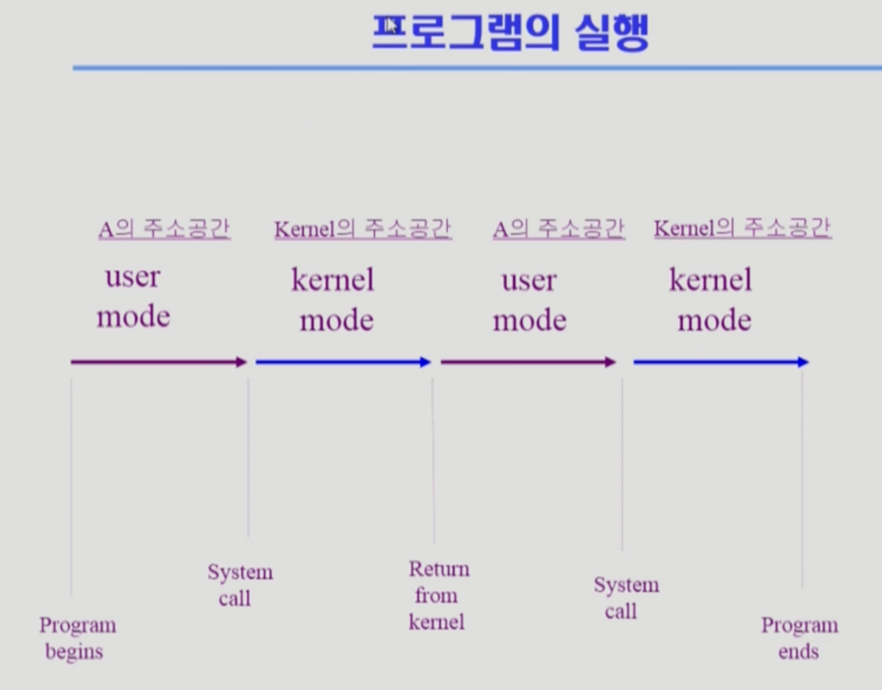 프로그램의 실행
A의 주소공간 Kernel의 주소공간 A의 주소공간 Kernel의 주소공간
user kernel user kernel
mode mode mode mode
System call
Return from kernel
System call
Program begins
Program ends